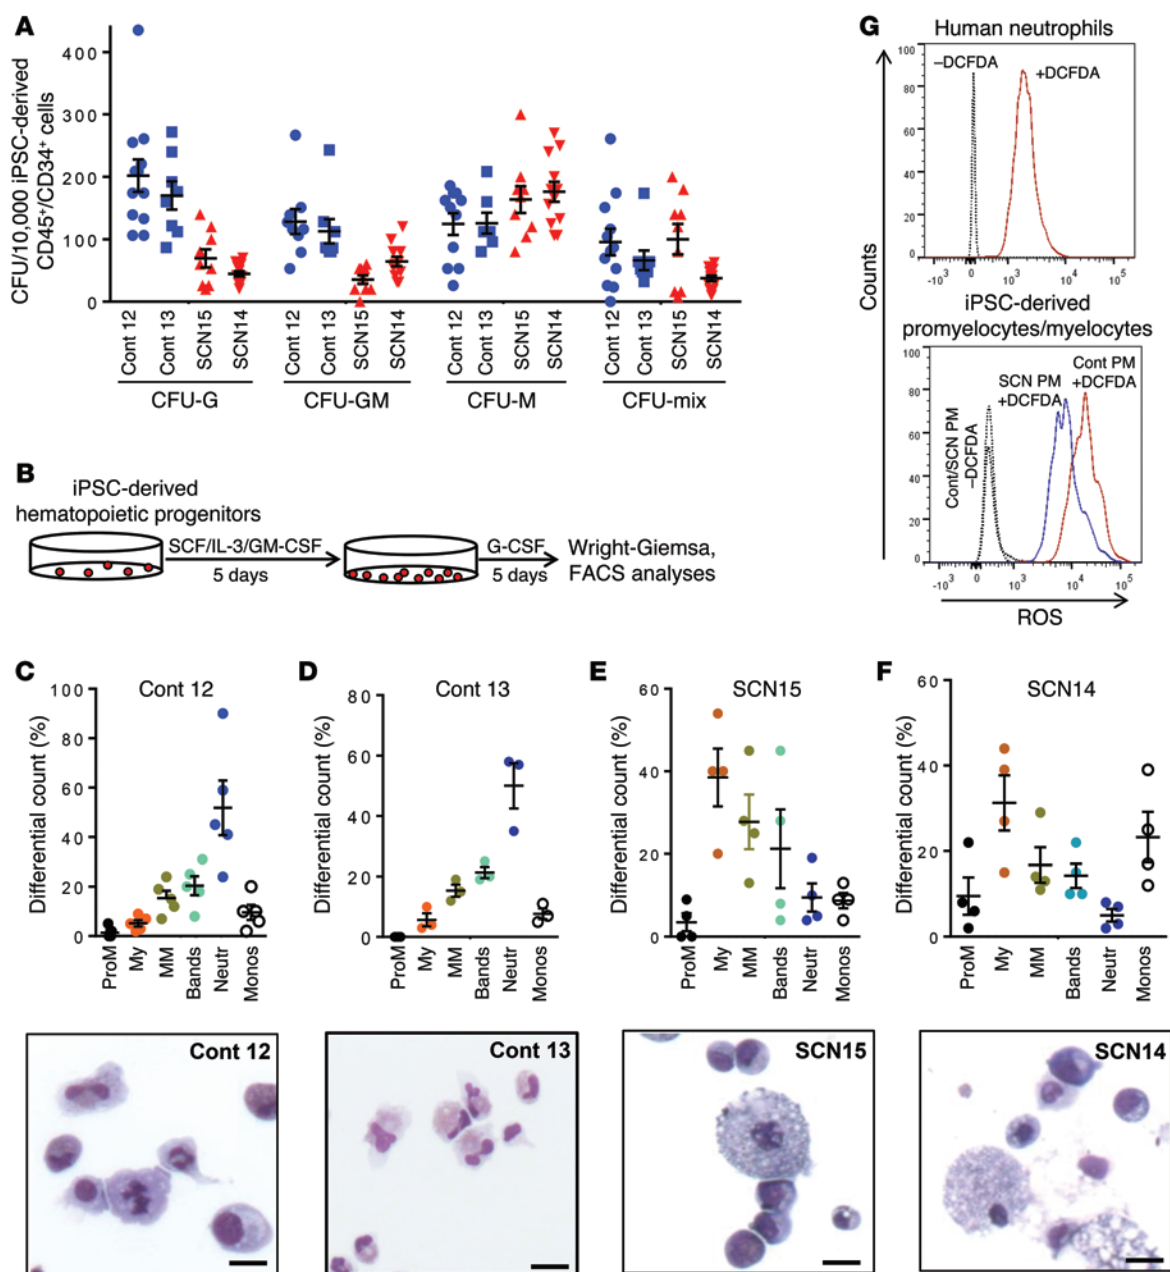 A
CFU/10,000 iPSC-derived
CD45⁺/CD34⁺ cells
400
300
200
100
0
Cont 12
Cont 13
SCN15
SCN14
Cont 12
Cont 13
SCN15
SCN14
Cont 12
Cont 13
SCN15
SCN14
Cont 12
Cont 13
SCN15
SCN14
CFU-G
CFU-GM
CFU-M
CFU-mix
B
iPSC-derived
hematopoietic progenitors
SCF/IL-3/GM-CSF
5 days
G-CSF
5 days
Wright-Giemsa,
FACS analyses
G
Human neutrophils
Counts
100
80
60
40
20
0
–DCFDA
+DCFDA
-10³ 0 10³ 10⁴ 10⁵
iPSC-derived
promyelocytes/myelocytes
100
80
60
40
20
0
Cont/SCN PM
–DCFDA
SCN PM
+DCFDA
Cont PM
+DCFDA
-10³ 0 10³ 10⁴ 10⁵
ROS
C
Cont 12
Differential count (%)
100
80
60
40
20
0
ProM
My
MM
Bands
Neutr
Monos
D
Cont 13
Differential count (%)
80
60
40
20
0
ProM
My
MM
Bands
Neutr
Monos
E
SCN15
Differential count (%)
60
40
20
0
ProM
My
MM
Bands
Neutr
Monos
F
SCN14
Differential count (%)
60
40
20
0
ProM
My
MM
Bands
Neutr
Monos
Cont 12
Cont 13
SCN15
SCN14